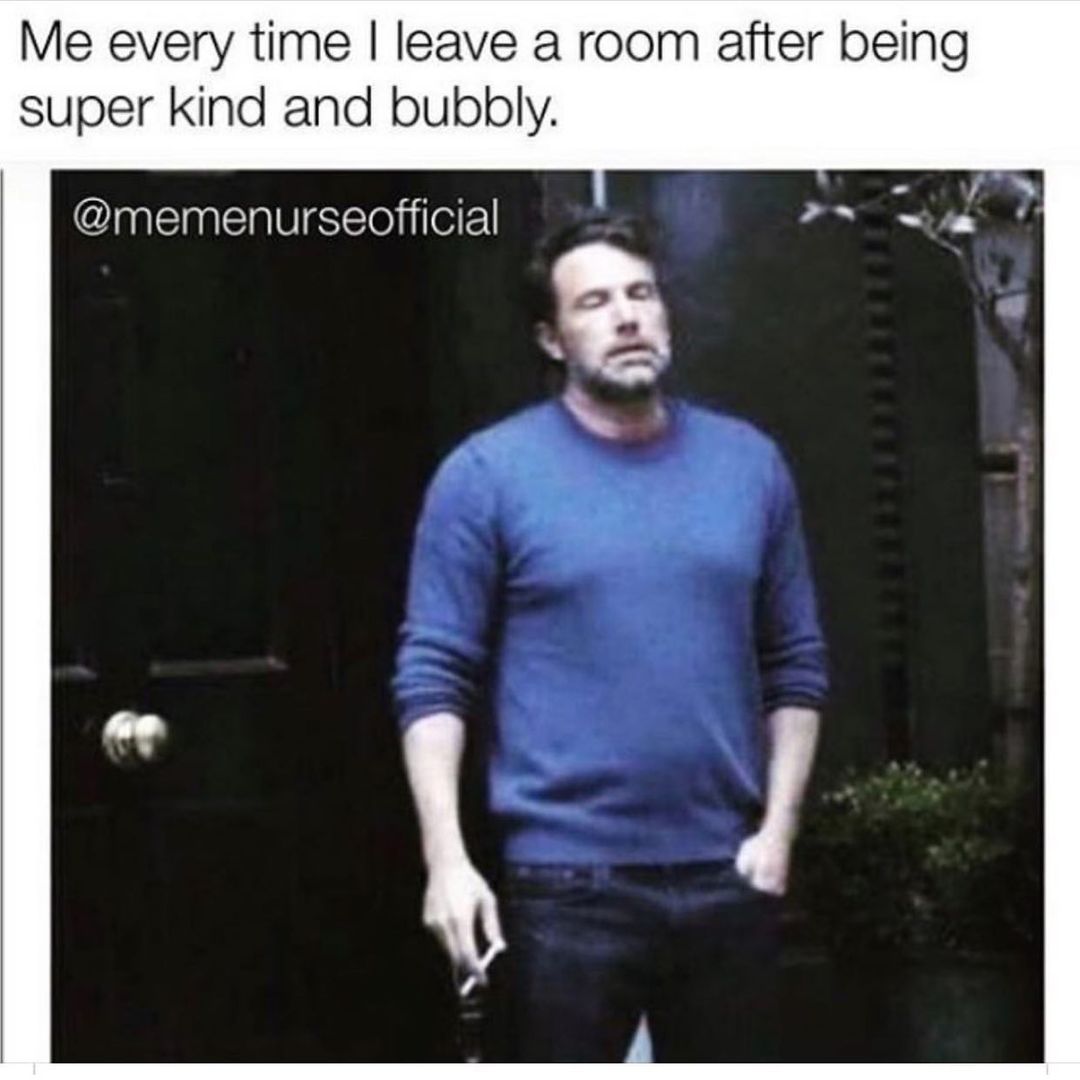 Me every time I leave a room after being
super kind and bubbly.
@memenurseofficial